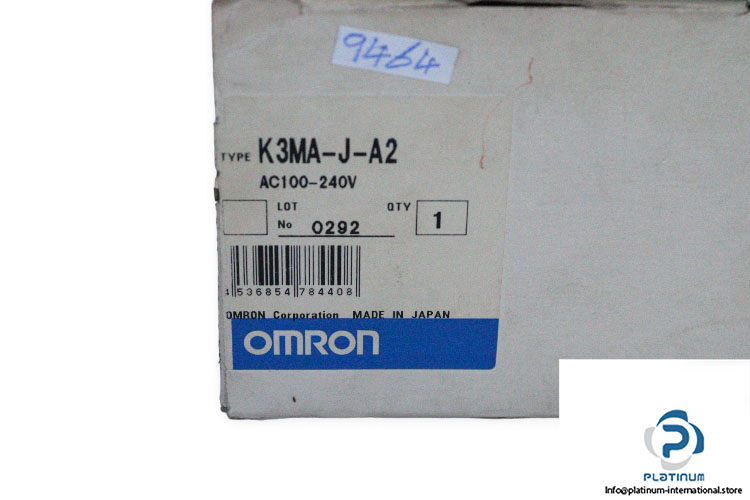 9464
TYPE K3MA-J-A2
AC100-240V
LOT
No 0292
QTY
1
4 536854 784408
OMRON Corporation MADE IN JAPAN
OMRON
PLATINUM
Info@platinum-international.store